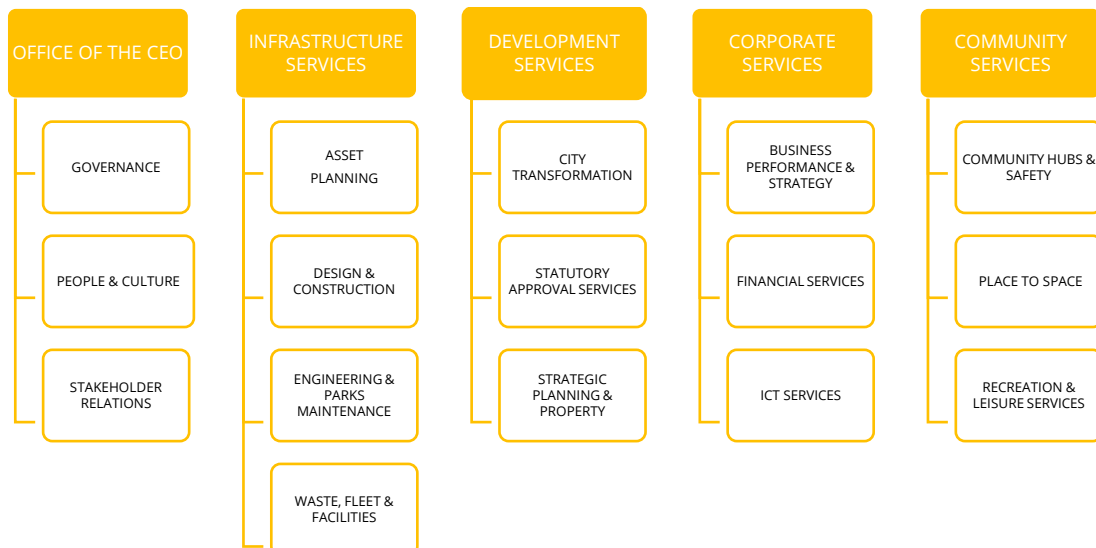 OFFICE OF THE CEO
GOVERNANCE
PEOPLE & CULTURE
STAKEHOLDER
RELATIONS
INFRASTRUCTURE
SERVICES
ASSET
PLANNING
DESIGN &
CONSTRUCTION
ENGINEERING &
PARKS
MAINTENANCE
WASTE, FLEET &
FACILITIES
DEVELOPMENT
SERVICES
CITY
TRANSFORMATION
STATUTORY
APPROVAL SERVICES
STRATEGIC
PLANNING &
PROPERTY
CORPORATE
SERVICES
BUSINESS
PERFORMANCE &
STRATEGY
FINANCIAL SERVICES
ICT SERVICES
COMMUNITY
SERVICES
COMMUNITY HUBS &
SAFETY
PLACE TO SPACE
RECREATION &
LEISURE SERVICES